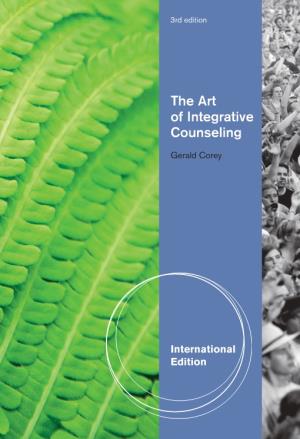 3rd edition
The Art
of Integrative
Counseling
Gerald Corey
International
Edition